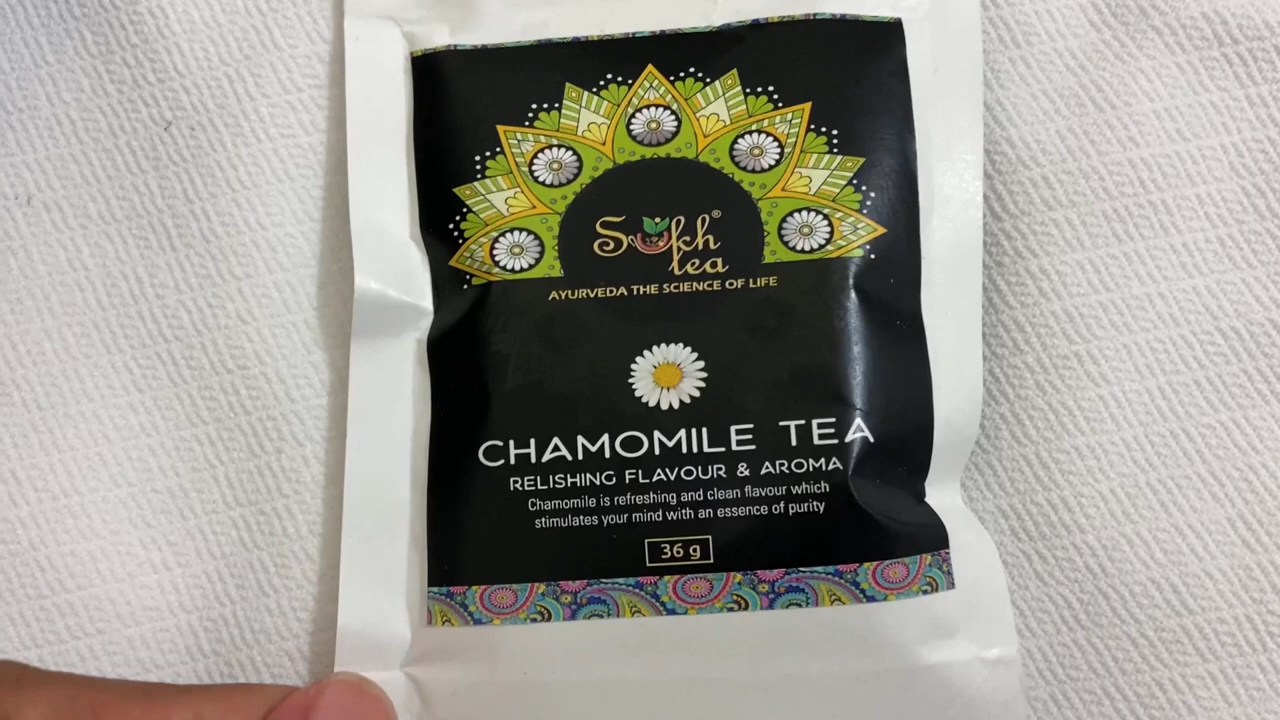 Sukh®
tea
AYURVEDA THE SCIENCE OF LIFE
CHAMOMILE TEA
RELISHING FLAVOUR & AROMA
Chamomile is refreshing and clean flavour which
stimulates your mind with an essence of purity
36 g